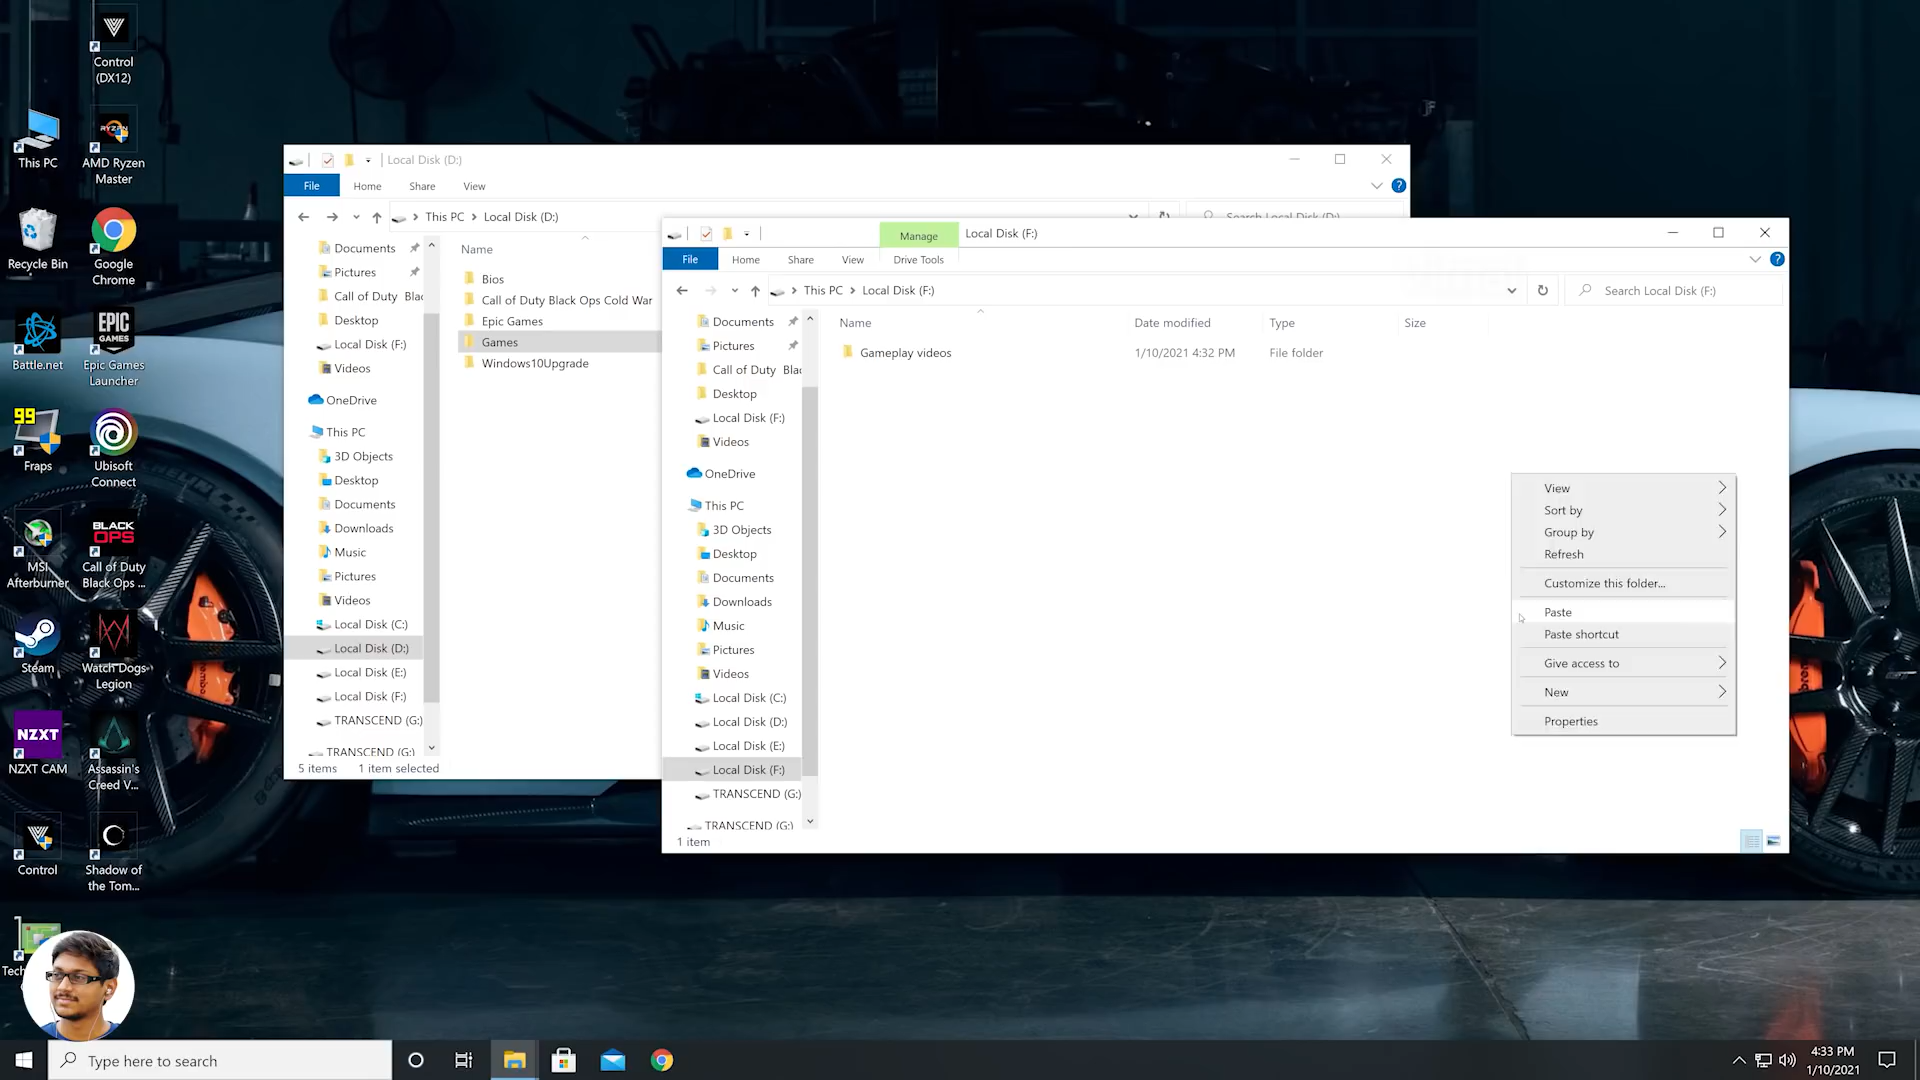 Control
(DX12)
This PC
AMD Ryzen
Master
RYZEN
Recycle Bin
Google
Chrome
Battle.net
EPIC
GAMES
Epic Games
Launcher
99
Fraps
Ubisoft
Connect
MSI
Afterburner
BLACK
OPS
Call of Duty
Black Ops ...
Steam
Watch Dogs
Legion
NZXT
NZXT CAM
Assassin's
Creed V...
Control
Shadow of
the Tom...
Tech
Local Disk (D:)
File Home Share View
This PC Local Disk (D:)
Search Local Disk (D:)
Documents
Pictures
Call of Duty Blac
Desktop
Local Disk (F:)
Videos
OneDrive
This PC
3D Objects
Desktop
Documents
Downloads
Music
Pictures
Videos
Local Disk (C:)
Local Disk (D:)
Local Disk (E:)
Local Disk (F:)
TRANSCEND (G:)
TRANSCEND (G:)
Name
Bios
Call of Duty Black Ops Cold War
Epic Games
Games
Windows10Upgrade
5 items 1 item selected
Manage Local Disk (F:)
File Home Share View Drive Tools
This PC Local Disk (F:)
Search Local Disk (F:)
Documents
Pictures
Call of Duty Blac
Desktop
Local Disk (F:)
Videos
OneDrive
This PC
3D Objects
Desktop
Documents
Downloads
Music
Pictures
Videos
Local Disk (C:)
Local Disk (D:)
Local Disk (E:)
Local Disk (F:)
TRANSCEND (G:)
TRANSCEND (G:)
Name Date modified Type Size
Gameplay videos 1/10/2021 4:32 PM File folder
1 item
View
Sort by
Group by
Refresh
Customize this folder...
Paste
Paste shortcut
Give access to
New
Properties
Type here to search
4:33 PM
1/10/2021